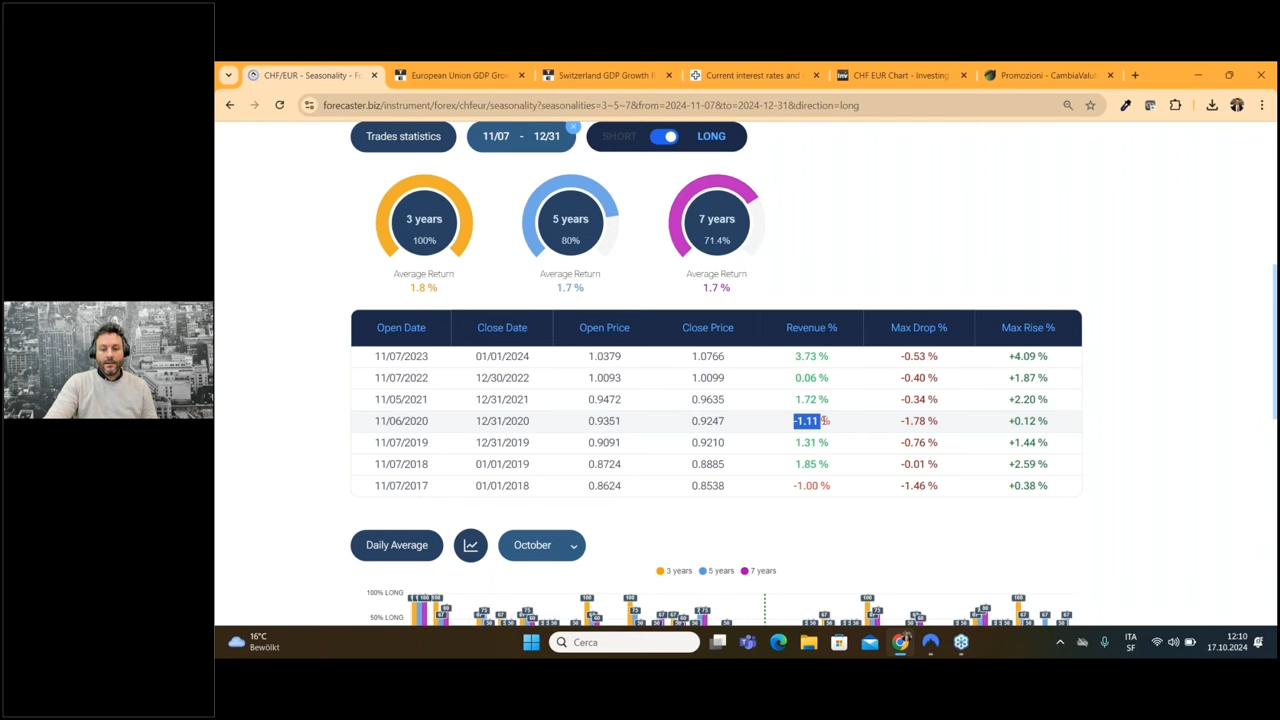 CHF/EUR - Seasonality - Fo
European Union GDP Grow
Switzerland GDP Growth R
Current interest rates and
CHF EUR Chart - Investing
Promozioni - CambiaValut
forecaster.biz/instrument/forex/chfeur/seasonality?seasonalities=3~5~7&from=2024-11-07&to=2024-12-31&direction=long
Trades statistics
11/07 - 12/31
SHORT
LONG
3 years
100%
5 years
80%
7 years
71.4%
Average Return
1.8 %
Average Return
1.7 %
Average Return
1.7 %
Open Date Close Date Open Price Close Price Revenue % Max Drop % Max Rise %
11/07/2023 01/01/2024 1.0379 1.0766 3.73 % -0.53 % +4.09 %
11/07/2022 12/30/2022 1.0093 1.0099 0.06 % -0.40 % +1.87 %
11/05/2021 12/31/2021 0.9472 0.9635 1.72 % -0.34 % +2.20 %
11/06/2020 12/31/2020 0.9351 0.9247 -1.11 % -1.78 % +0.12 %
11/07/2019 12/31/2019 0.9091 0.9210 1.31 % -0.76 % +1.44 %
11/07/2018 01/01/2019 0.8724 0.8885 1.85 % -0.01 % +2.59 %
11/07/2017 01/01/2018 0.8624 0.8538 -1.00 % -1.46 % +0.38 %
Daily Average
October
3 years 5 years 7 years
100% LONG
50% LONG
16°C
Bewölkt
Cerca
ITA
SF
12:10
17.10.2024